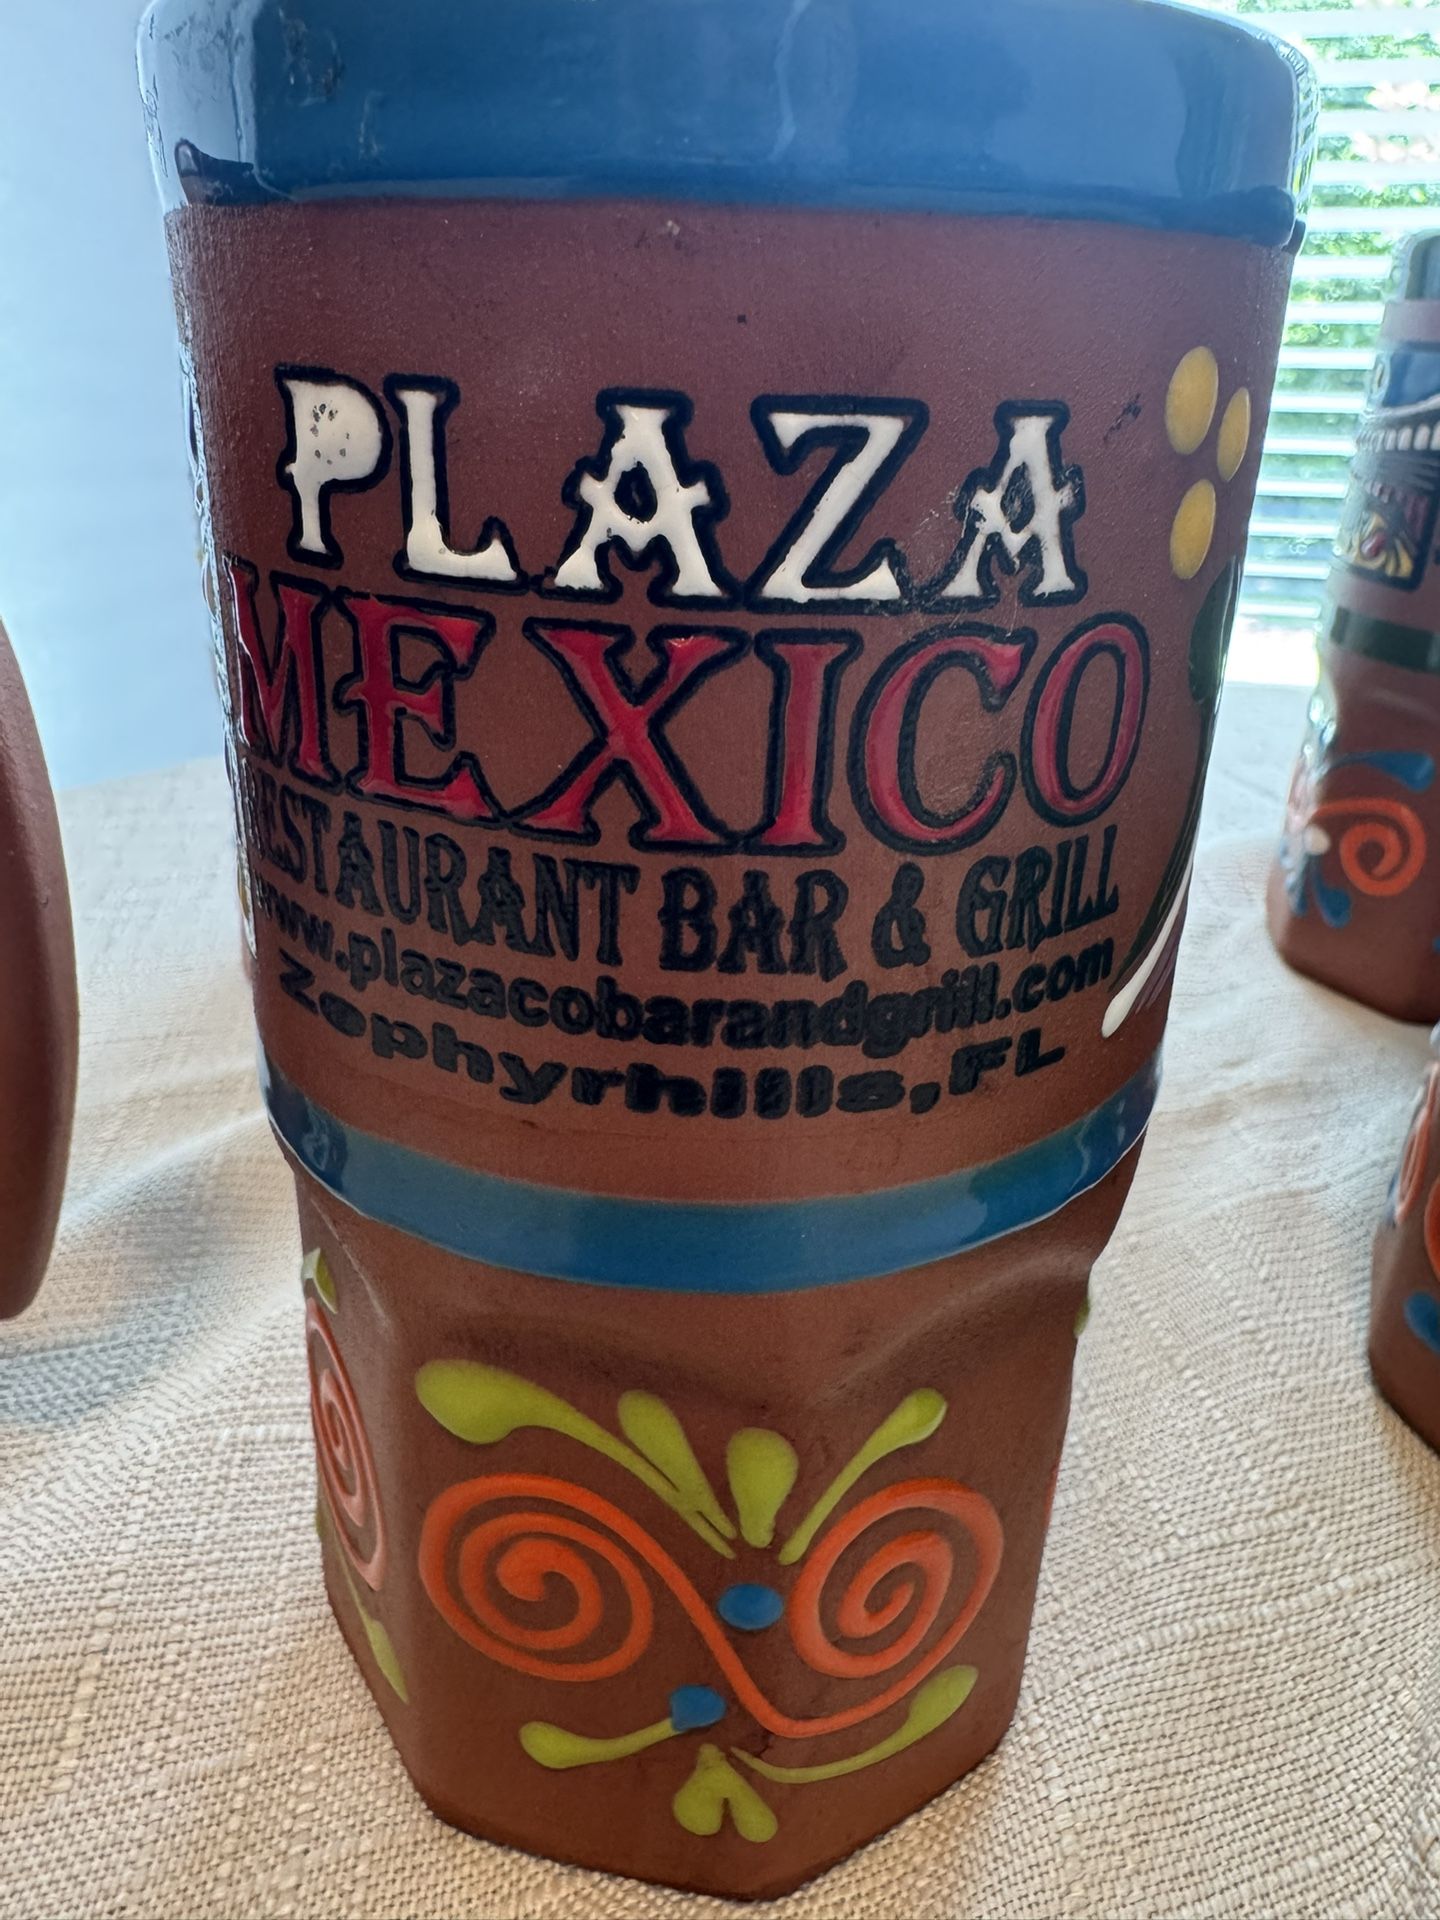 PLAZA
MEXICO
RESTAURANT BAR & GRILL
www.plazacobarandgrill.com
Zephyrhills, FL